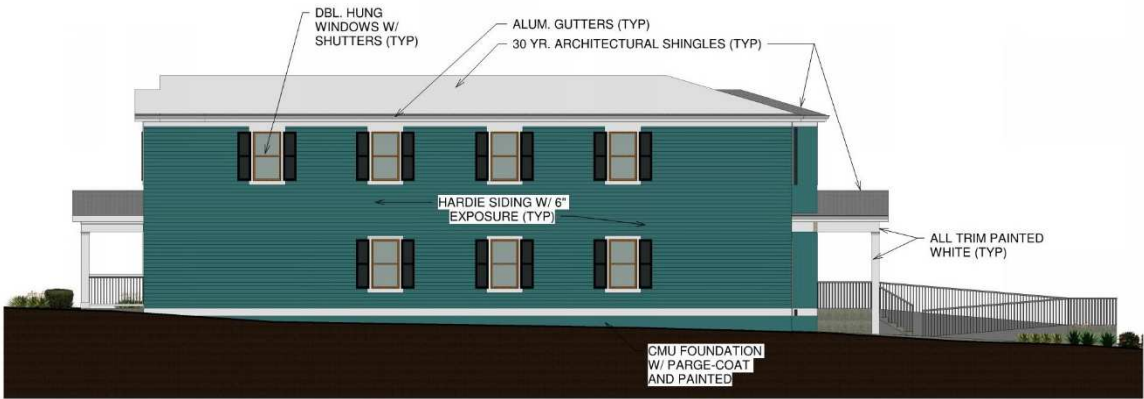 DBL. HUNG
WINDOWS W/
SHUTTERS (TYP)
ALUM. GUTTERS (TYP)
30 YR. ARCHITECTURAL SHINGLES (TYP)
HARDIE SIDING W/ 6"
EXPOSURE (TYP)
ALL TRIM PAINTED
WHITE (TYP)
CMU FOUNDATION
W/ PARGE-COAT
AND PAINTED